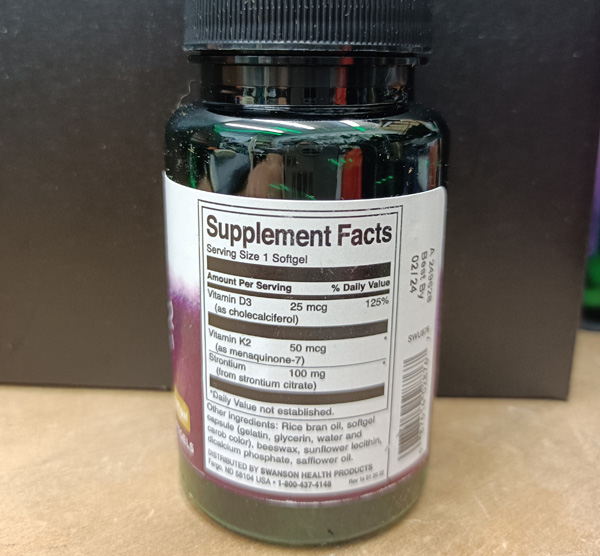 Supplement Facts
Serving Size 1 Softgel
Amount Per Serving % Daily Value
Vitamin D3 25 mcg 125%
(as cholecalciferol)
Vitamin K2 50 mcg *
(as menaquinone-7)
Strontium 100 mg
(from strontium citrate)
*Daily Value not established.
Other ingredients: Rice bran oil, softgel
capsule (gelatin, glycerin, water and
carob color), beeswax, sunflower lecithin,
dicalcium phosphate, safflower oil.
DISTRIBUTED BY SWANSON HEALTH PRODUCTS
Fargo, ND 58104 USA • 1-800-437-4148
Best By
02/24